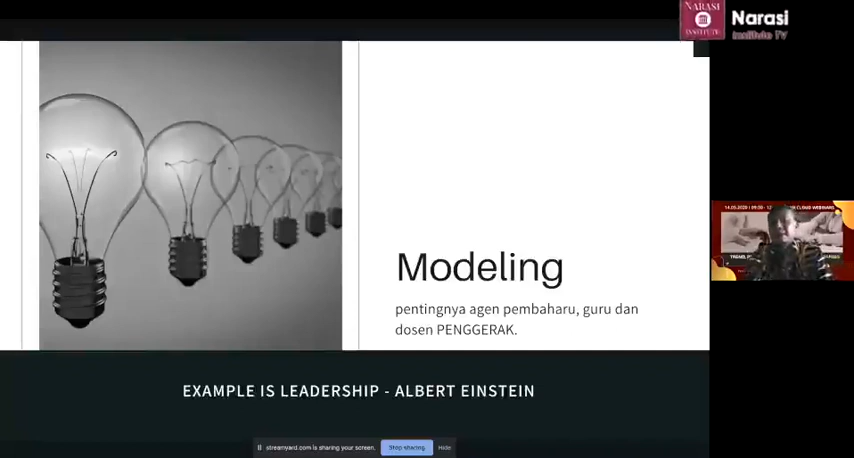 NARASI
INSTITUTE
Narasi
Institute TV
Modeling
pentingnya agen pembaharu, guru dan
dosen PENGGERAK.
EXAMPLE IS LEADERSHIP - ALBERT EINSTEIN
streamyard.com is sharing your screen.
Stop sharing
Hide